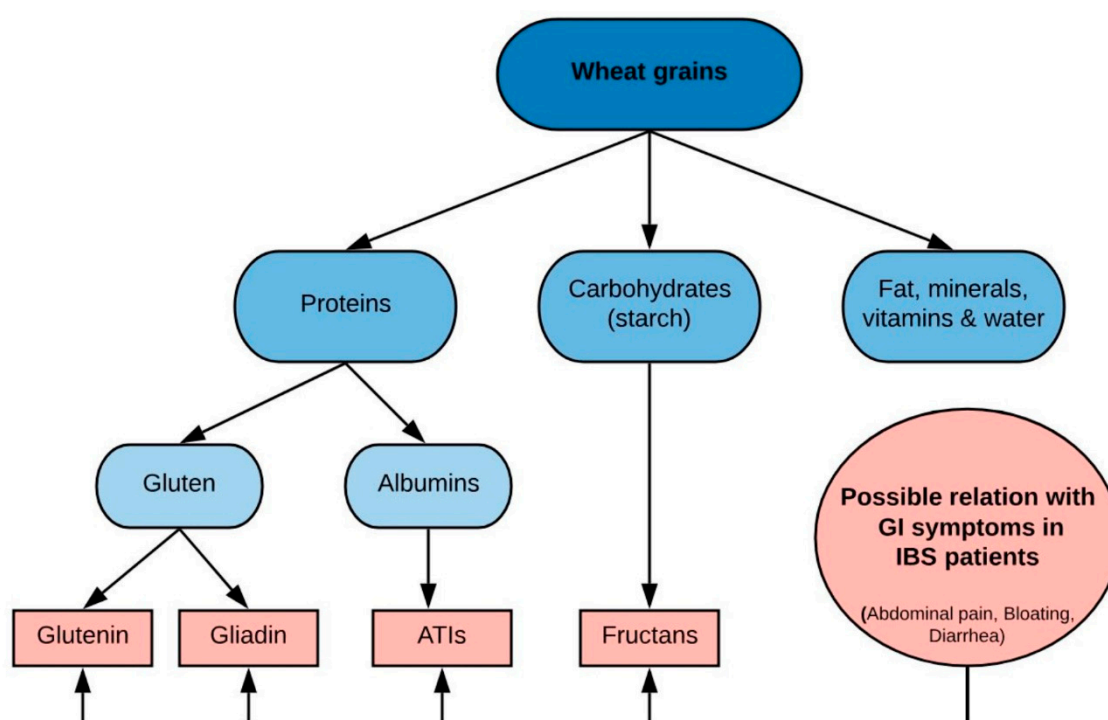 Wheat grains
Proteins
Carbohydrates
(starch)
Fat, minerals,
vitamins & water
Gluten
Albumins
Possible relation with
GI symptoms in
IBS patients
(Abdominal pain, Bloating,
Diarrhea)
Glutenin
Gliadin
ATIs
Fructans